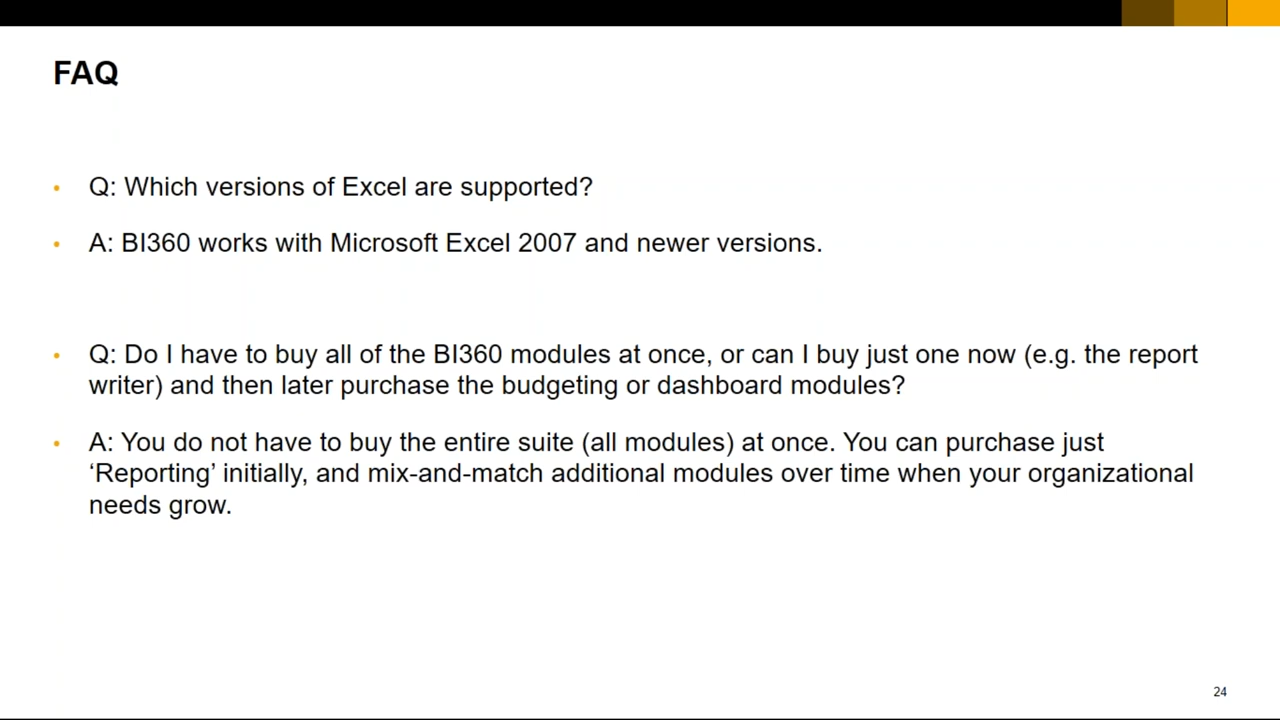 FAQ
• Q: Which versions of Excel are supported?
• A: BI360 works with Microsoft Excel 2007 and newer versions.
• Q: Do I have to buy all of the BI360 modules at once, or can I buy just one now (e.g. the report
writer) and then later purchase the budgeting or dashboard modules?
• A: You do not have to buy the entire suite (all modules) at once. You can purchase just
‘Reporting’ initially, and mix-and-match additional modules over time when your organizational
needs grow.
24